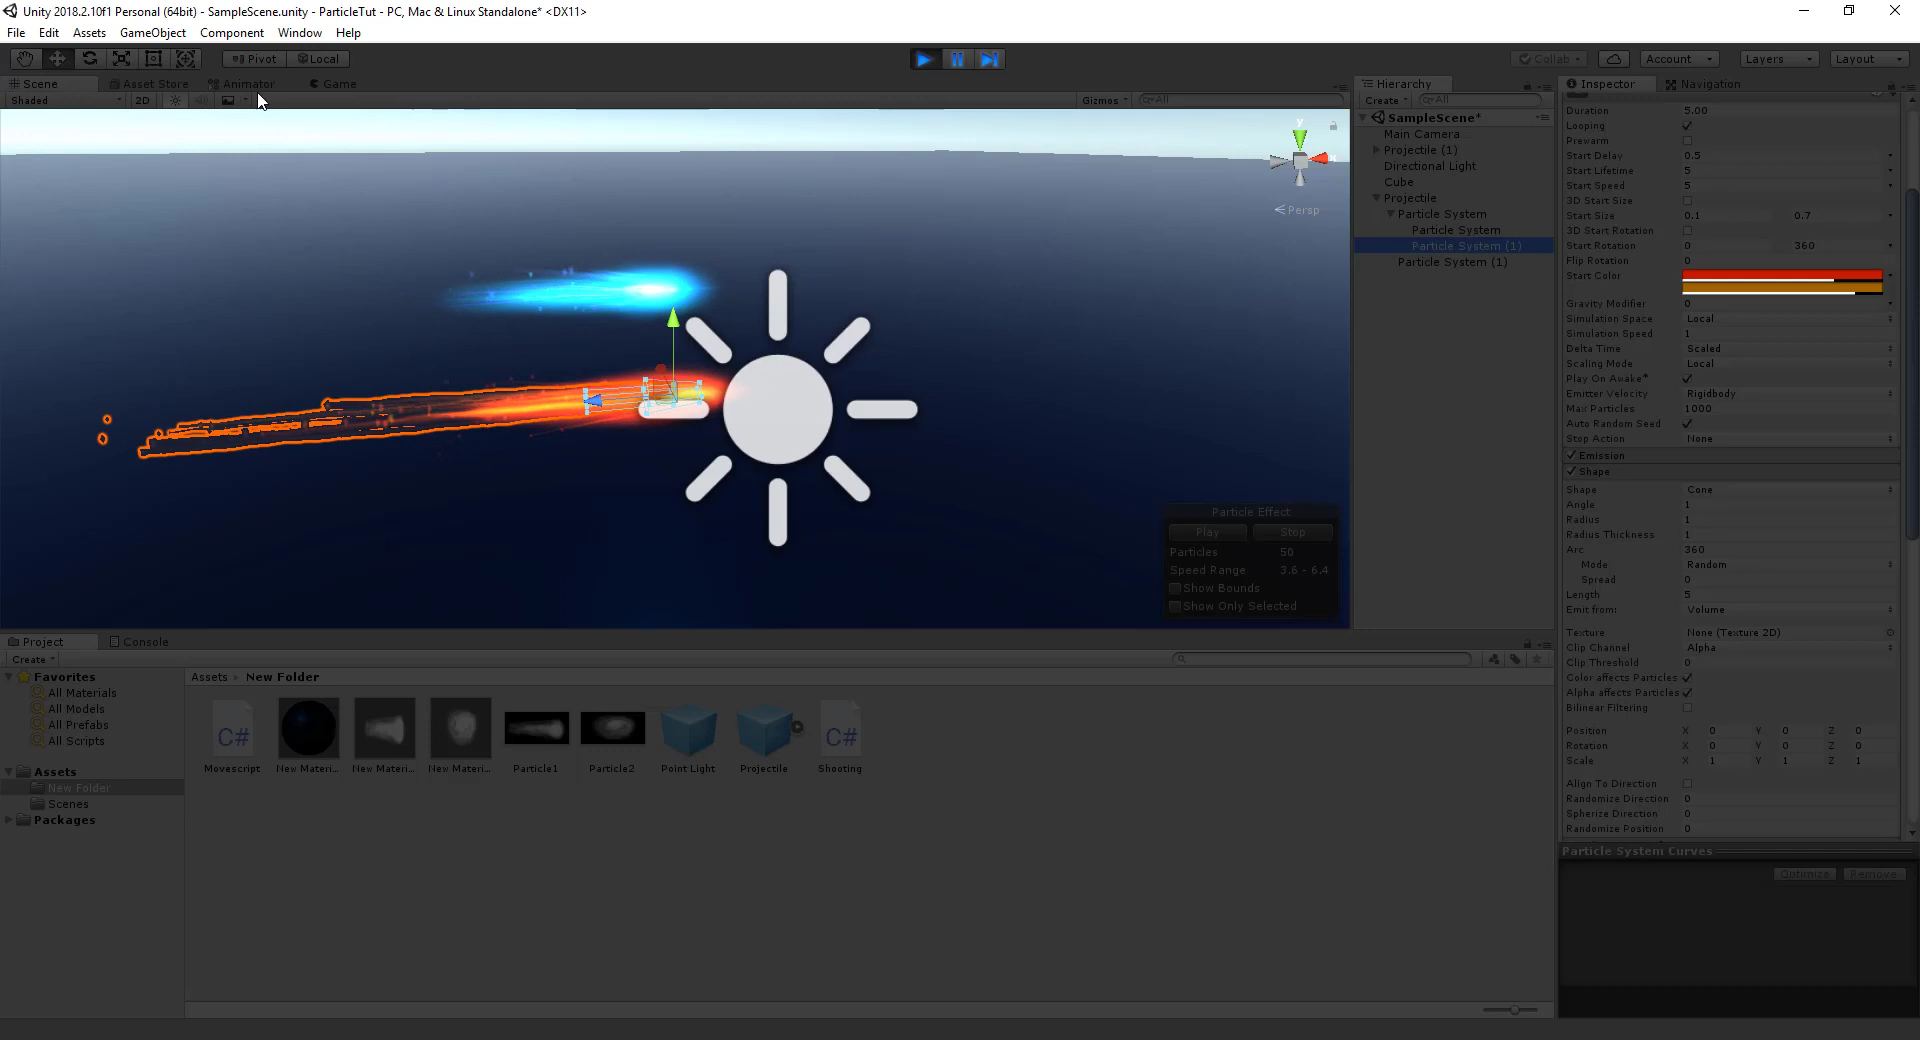 Unity 2018.2.10f1 Personal (64bit) - SampleScene.unity - ParticleTut - PC, Mac & Linux Standalone* <DX11>
File Edit Assets GameObject Component Window Help
Pivot Local Collab Account Layers Layout
Scene Asset Store Animator Game
Shaded 2D Gizmos All
y
x
Persp
Particle Effect
Play Stop
Particles 50
Speed Range 3.6 - 6.4
Show Bounds
Show Only Selected
Hierarchy
Create All
SampleScene*
Main Camera
Projectile (1)
Directional Light
Cube
Projectile
Particle System
Particle System
Particle System (1)
Particle System (1)
Inspector Navigation
Duration 5.00
Looping
Prewarm
Start Delay 0.5
Start Lifetime 5
Start Speed 5
3D Start Size
Start Size 0.1 0.7
3D Start Rotation
Start Rotation 0 360
Flip Rotation 0
Start Color
Gravity Modifier 0
Simulation Space Local
Simulation Speed 1
Delta Time Scaled
Scaling Mode Local
Play On Awake*
Emitter Velocity Rigidbody
Max Particles 1000
Auto Random Seed
Stop Action None
Emission
Shape
Shape Cone
Angle 1
Radius 1
Radius Thickness 1
Arc 360
Mode Random
Spread 0
Length 5
Emit from: Volume
Texture None (Texture 2D)
Clip Channel Alpha
Clip Threshold 0
Color affects Particles
Alpha affects Particles
Bilinear Filtering
Position X 0 Y 0 Z 0
Rotation X 0 Y 0 Z 0
Scale X 1 Y 1 Z 1
Align To Direction
Randomize Direction 0
Spherize Direction 0
Randomize Position 0
Particle System Curves
Optimize Remove
Project Console
Create
Favorites
All Materials
All Models
All Prefabs
All Scripts
Assets
New Folder
Scenes
Packages
Assets New Folder
C# C#
Movescript New Materi... New Materi... New Materi... Particle1 Particle2 Point Light Projectile Shooting